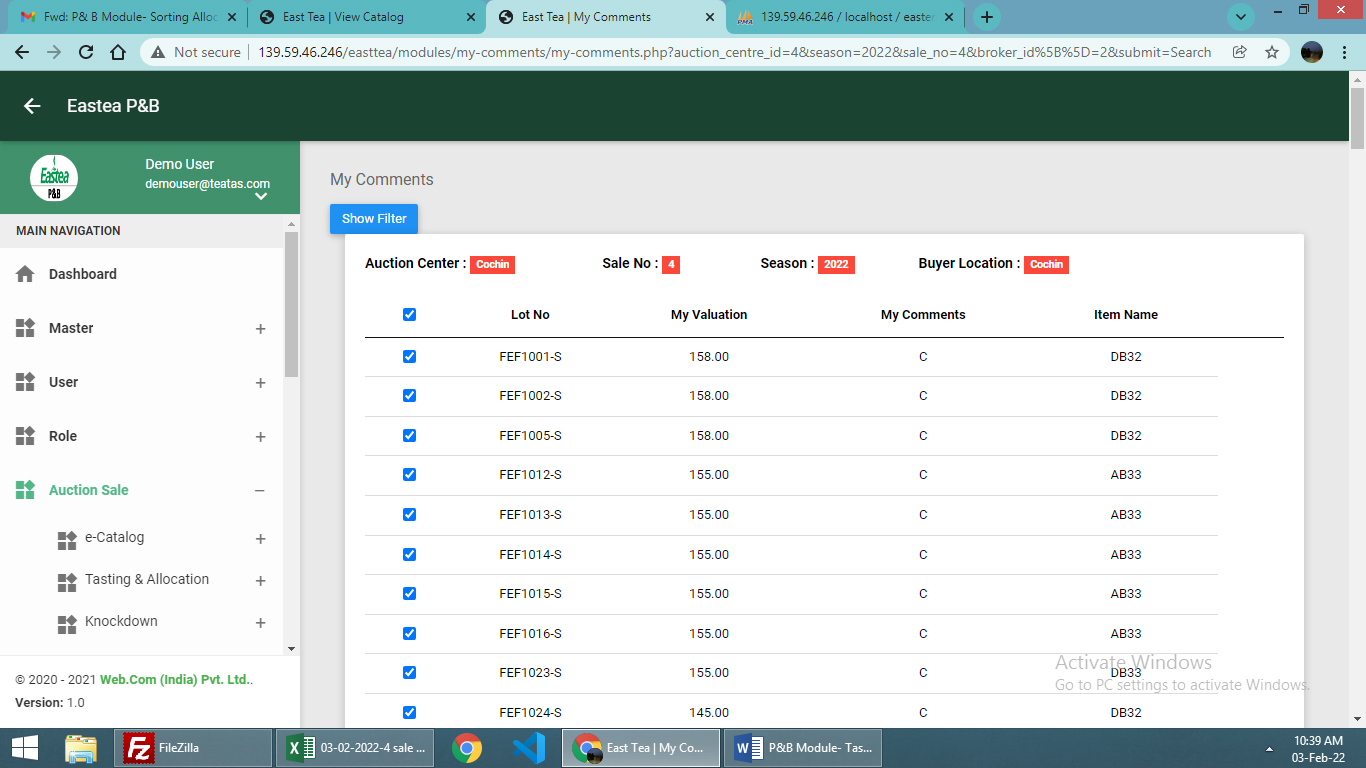 Fwd: P& B Module- Sorting Alloc
East Tea | View Catalog
East Tea | My Comments
139.59.46.246 / localhost / easter
Not secure
139.59.46.246/easttea/modules/my-comments/my-comments.php?auction_centre_id=4&season=2022&sale_no=4&broker_id%5B%5D=2&submit=Search
Eastea P&B
Eastea
P&B
Demo User
demouser@teatas.com
MAIN NAVIGATION
Dashboard
Master +
User +
Role +
Auction Sale −
e-Catalog +
Tasting & Allocation +
Knockdown +
© 2020 - 2021 Web.Com (India) Pvt. Ltd..
Version: 1.0
My Comments
Show Filter
Auction Center : Cochin Sale No : 4 Season : 2022 Buyer Location : Cochin
Lot No My Valuation My Comments Item Name
FEF1001-S 158.00 C DB32
FEF1002-S 158.00 C DB32
FEF1005-S 158.00 C DB32
FEF1012-S 155.00 C AB33
FEF1013-S 155.00 C AB33
FEF1014-S 155.00 C AB33
FEF1015-S 155.00 C AB33
FEF1016-S 155.00 C AB33
FEF1023-S 155.00 C DB33
FEF1024-S 145.00 C DB32
Activate Windows
Go to PC settings to activate Windows.
FileZilla
03-02-2022-4 sale ...
East Tea | My Co...
P&B Module- Tas...
10:39 AM
03-Feb-22